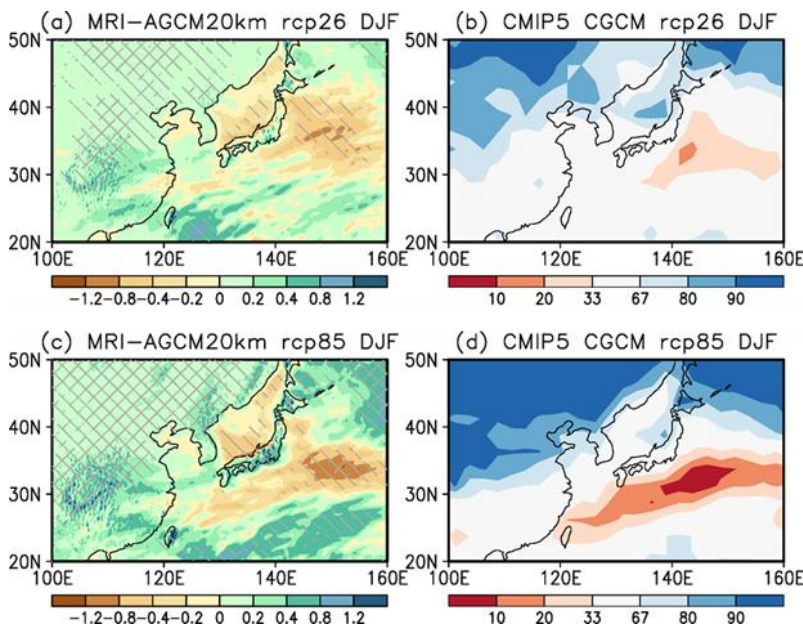 (a) MRI-AGCM20km rcp26 DJF
50N
40N
30N
20N
100E 120E 140E 160E
-1.2 -0.8 -0.4 -0.2 0 0.2 0.4 0.8 1.2
(b) CMIP5 CGCM rcp26 DJF
50N
40N
30N
20N
100E 120E 140E 160E
10 20 33 67 80 90
(c) MRI-AGCM20km rcp85 DJF
50N
40N
30N
20N
100E 120E 140E 160E
-1.2 -0.8 -0.4 -0.2 0 0.2 0.4 0.8 1.2
(d) CMIP5 CGCM rcp85 DJF
50N
40N
30N
20N
100E 120E 140E 160E
10 20 33 67 80 90